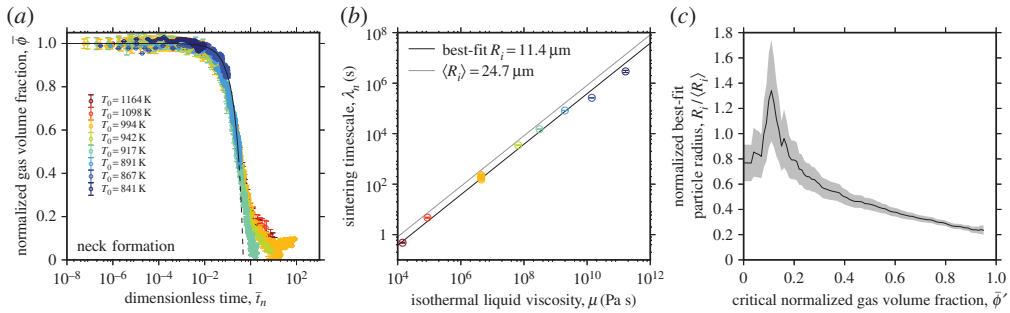 (a)
normalized gas volume fraction, ϕ̄
1.0
0.8
0.6
0.4
0.2
0
T₀ = 1164 K
T₀ = 1098 K
T₀ = 994 K
T₀ = 942 K
T₀ = 917 K
T₀ = 891 K
T₀ = 867 K
T₀ = 841 K
neck formation
10⁻⁸ 10⁻⁶ 10⁻⁴ 10⁻² 1 10²
dimensionless time, t̄ₙ
(b)
sintering timescale, λₙ (s)
10⁸
10⁶
10⁴
10²
1
best-fit Rᵢ = 11.4 μm
⟨Rᵢ⟩ = 24.7 μm
10⁴ 10⁶ 10⁸ 10¹⁰ 10¹²
isothermal liquid viscosity, μ (Pa s)
(c)
normalized best-fit
particle radius, Rᵢ/⟨Rᵢ⟩
1.8
1.6
1.4
1.2
1.0
0.8
0.6
0.4
0.2
0
0 0.2 0.4 0.6 0.8 1.0
critical normalized gas volume fraction, ϕ̄′